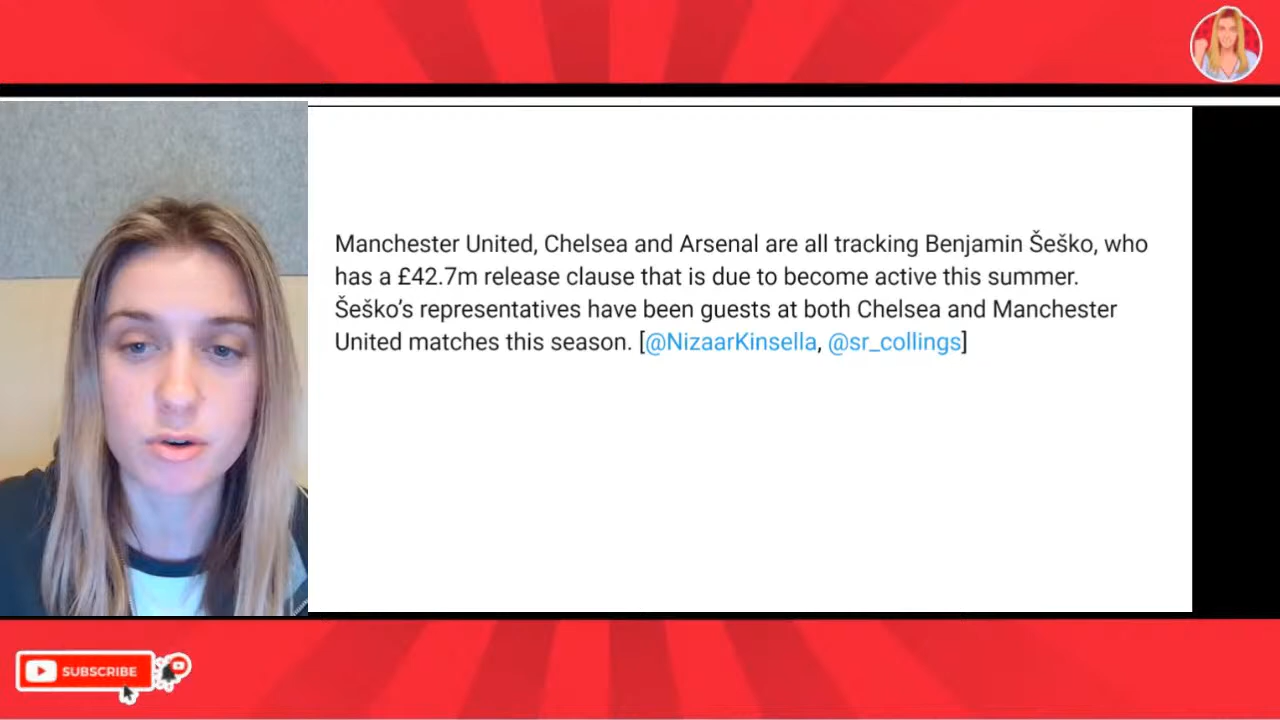 Manchester United, Chelsea and Arsenal are all tracking Benjamin Šeško, who
has a £42.7m release clause that is due to become active this summer.
Šeško’s representatives have been guests at both Chelsea and Manchester
United matches this season. [@NizaarKinsella, @sr_collings]
SUBSCRIBE